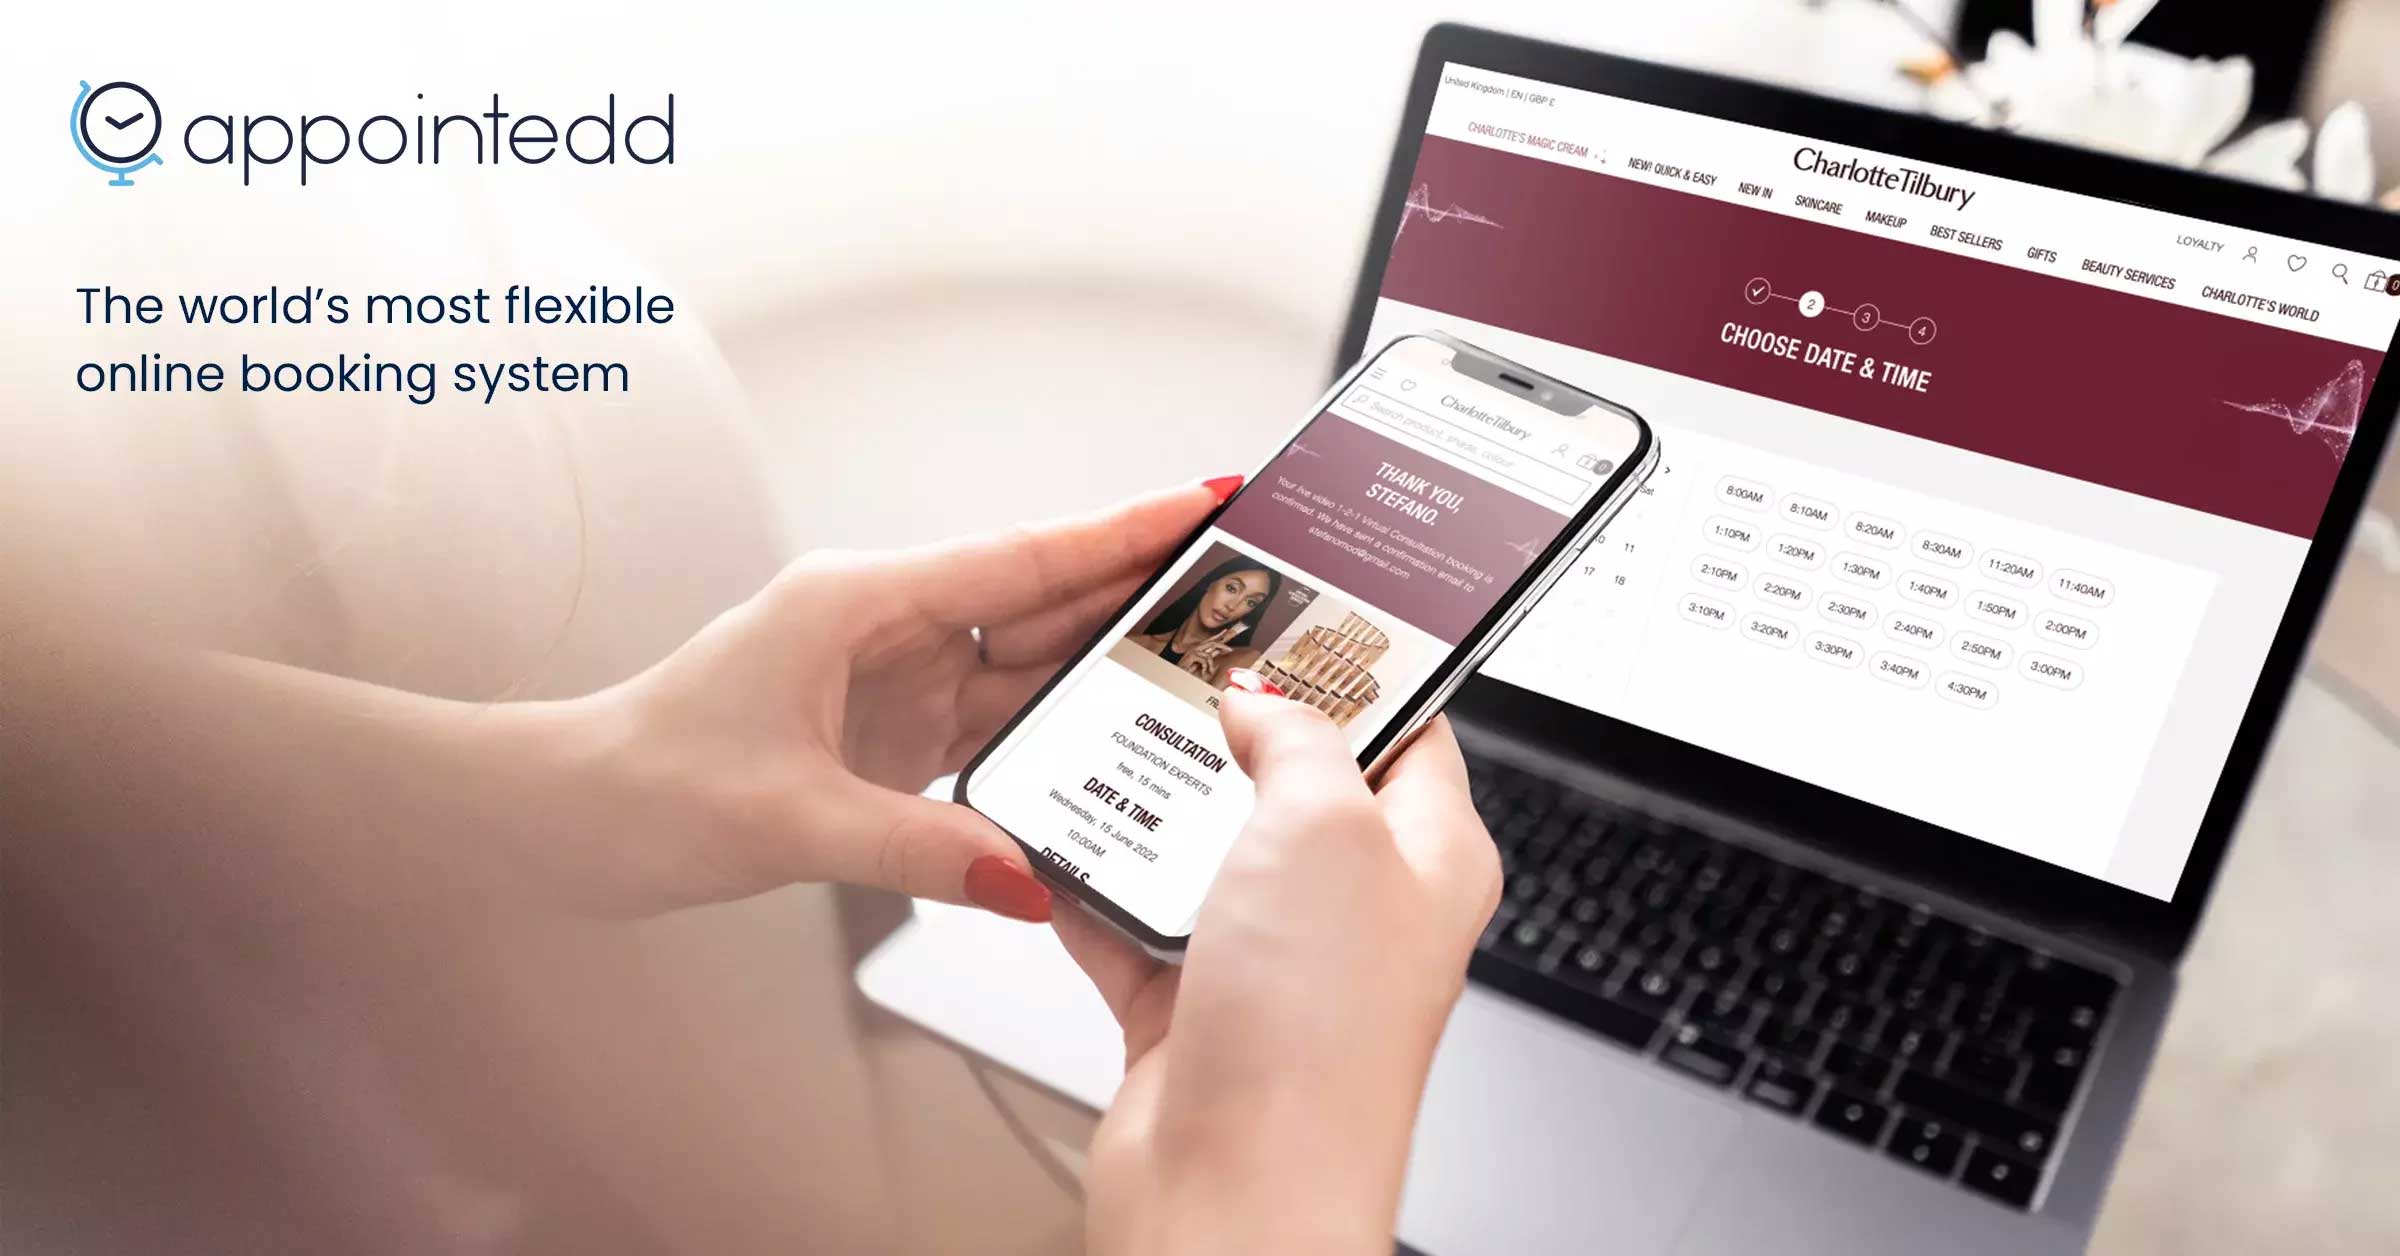 appointedd
The world's most flexible
online booking system
United Kingdom | EN | GBP £
CharlotteTilbury
LOYALTY
0
CHARLOTTE'S MAGIC CREAM
NEW! QUICK & EASY
NEW IN
SKINCARE
MAKEUP
BEST SELLERS
GIFTS
BEAUTY SERVICES
CHARLOTTE'S WORLD
2 3 4
CHOOSE DATE & TIME
Sat
11
17 18
8:00AM 8:10AM 8:20AM 8:30AM 11:20AM 11:40AM
1:10PM 1:20PM 1:30PM 1:40PM 1:50PM 2:00PM
2:10PM 2:20PM 2:30PM 2:40PM 2:50PM 3:00PM
3:10PM 3:20PM 3:30PM 3:40PM 4:30PM
CharlotteTilbury
0
Search product, shade, colour
THANK YOU,
STEFANO.
Your live video 1-2-1 Virtual Consultation booking is
confirmed. We have sent a confirmation email to
stefanomod@gmail.com
CONSULTATION
FOUNDATION EXPERTS
free, 15 mins
DATE & TIME
Wednesday, 15 June 2022
10:00AM
DETAILS